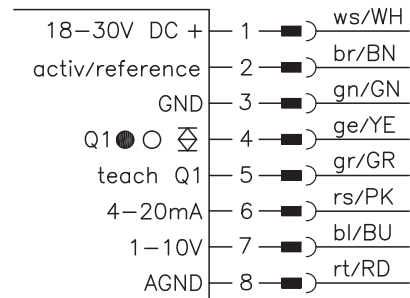 18-30V DC + 1 ws/WH
activ/reference 2 br/BN
GND 3 gn/GN
Q1 4 ge/YE
teach Q1 5 gr/GR
4-20mA 6 rs/PK
1-10V 7 bl/BU
AGND 8 rt/RD